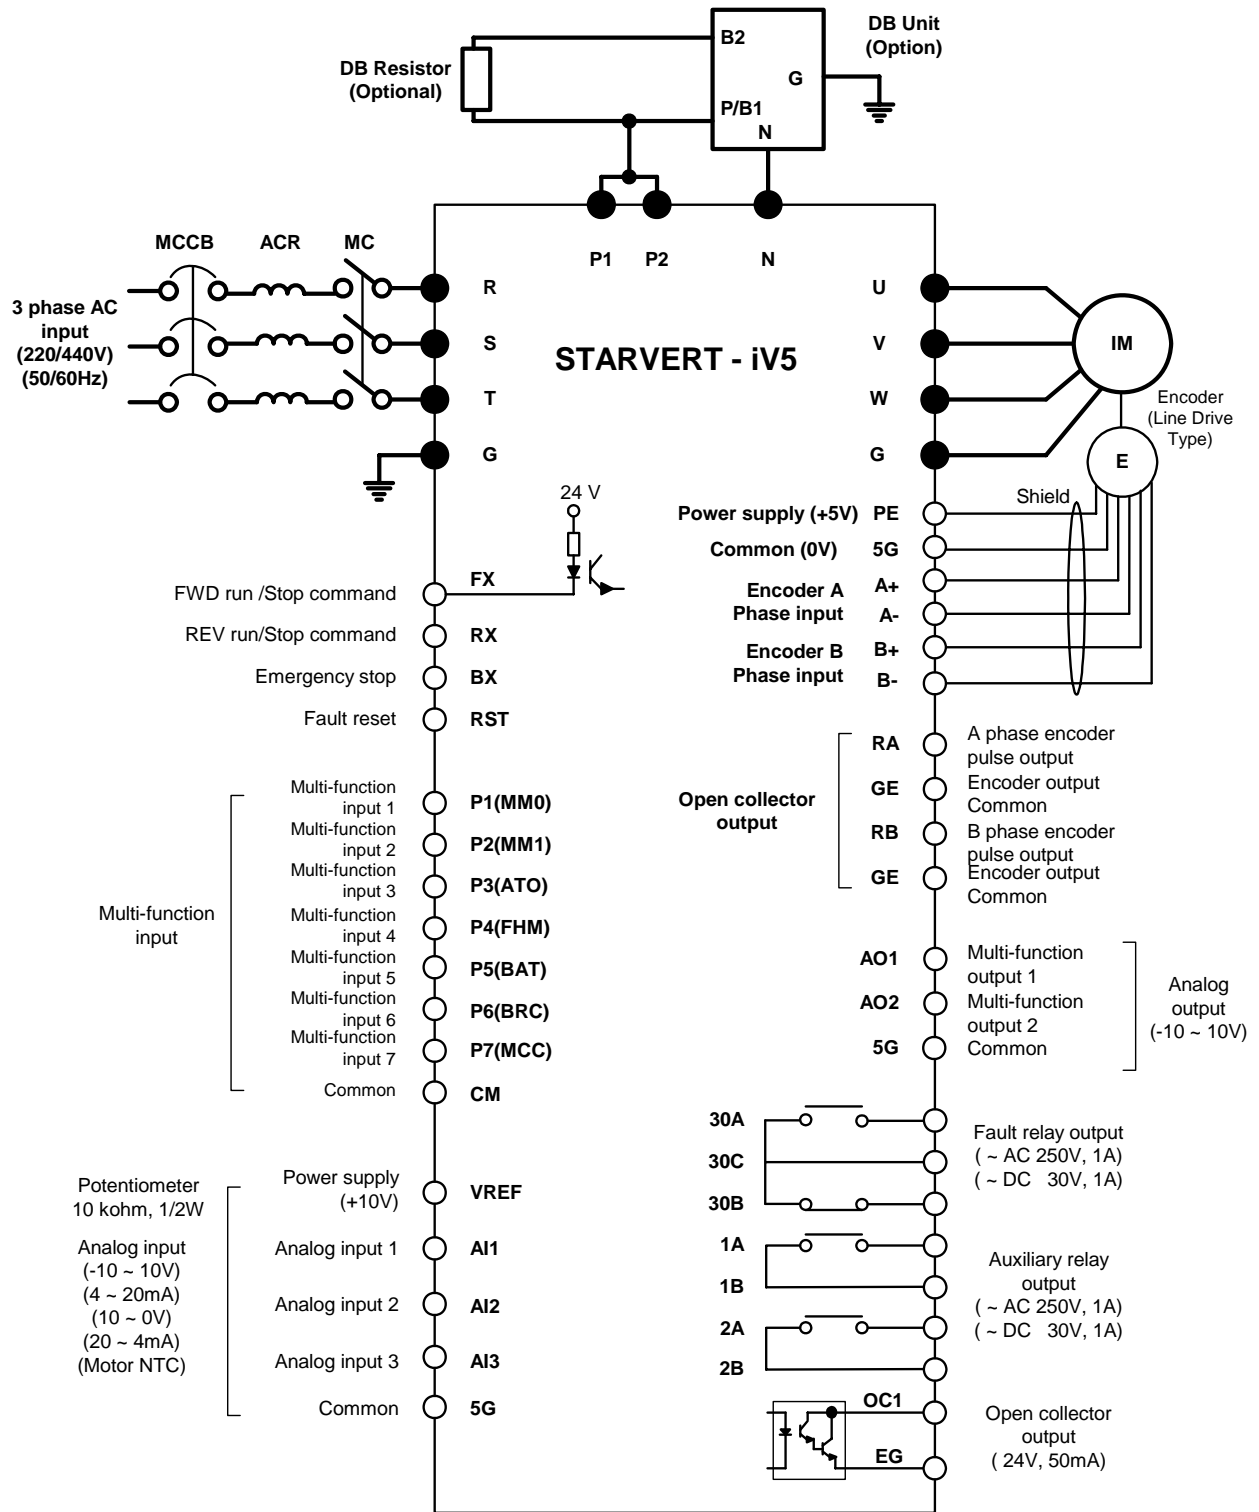 DB Unit
(Option)
DB Resistor
(Optional)
B2
G
P/B1
N
P1
P2
N
MCCB
ACR
MC
3 phase AC
input
(220/440V)
(50/60Hz)
R
S
T
G
STARVERT - iV5
U
V
W
G
IM
Encoder
(Line Drive
Type)
E
Shield
24 V
Power supply (+5V)
PE
Common (0V)
5G
Encoder A
Phase input
A+
A-
Encoder B
Phase input
B+
B-
FWD run /Stop command
FX
REV run/Stop command
RX
Emergency stop
BX
Fault reset
RST
Multi-function
input
Multi-function
input 1
P1(MM0)
Multi-function
input 2
P2(MM1)
Multi-function
input 3
P3(ATO)
Multi-function
input 4
P4(FHM)
Multi-function
input 5
P5(BAT)
Multi-function
input 6
P6(BRC)
Multi-function
input 7
P7(MCC)
Common
CM
Open collector
output
RA
A phase encoder
pulse output
GE
Encoder output
Common
RB
B phase encoder
pulse output
GE
Encoder output
Common
AO1
Multi-function
output 1
AO2
Multi-function
output 2
5G
Common
Analog
output
(-10 ~ 10V)
Potentiometer
10 kohm, 1/2W
Analog input
(-10 ~ 10V)
(4 ~ 20mA)
(10 ~ 0V)
(20 ~ 4mA)
(Motor NTC)
Power supply
(+10V)
VREF
Analog input 1
AI1
Analog input 2
AI2
Analog input 3
AI3
Common
5G
30A
30C
30B
Fault relay output
( ~ AC 250V, 1A)
( ~ DC 30V, 1A)
1A
1B
2A
2B
Auxiliary relay
output
( ~ AC 250V, 1A)
( ~ DC 30V, 1A)
OC1
EG
Open collector
output
( 24V, 50mA)